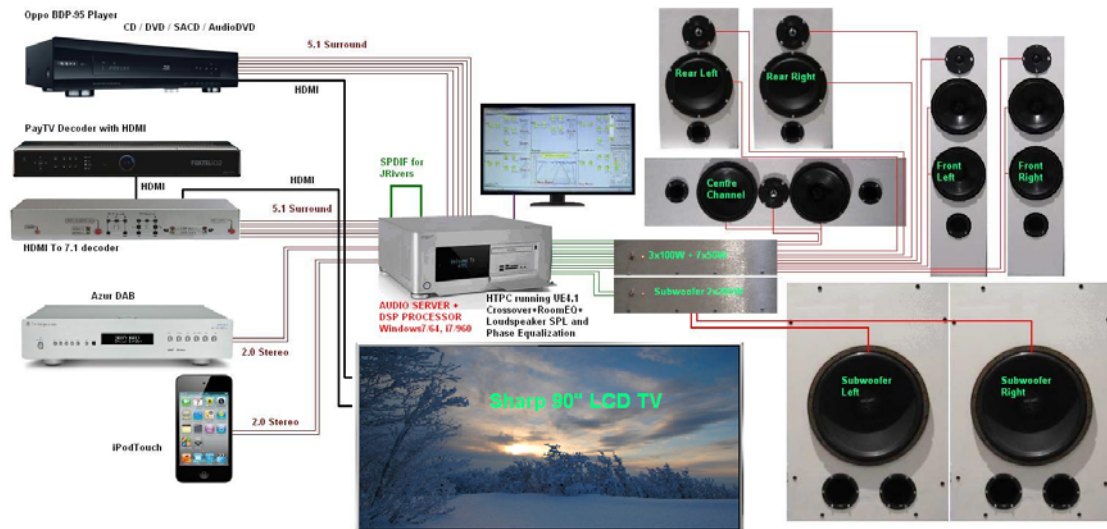 Oppo BDP-95 Player
CD / DVD / SACD / AudioDVD
5.1 Surround
HDMI
PayTV Decoder with HDMI
HDMI
HDMI
SPDIF for
JRivers
5.1 Surround
HDMI To 7.1 decoder
Azur DAB
2.0 Stereo
iPodTouch
2.0 Stereo
AUDIO SERVER +
DSP PROCESSOR
Windows7/64, i7-960
HTPC running UE4.1
Crossover+RoomEQ+
Loudspeaker SPL and
Phase Equalization
Sharp 90" LCD TV
3x100W + 7x50W
Rear Left
Rear Right
Centre
Channel
Front
Left
Front
Right
Subwoofer
Left
Subwoofer
Right